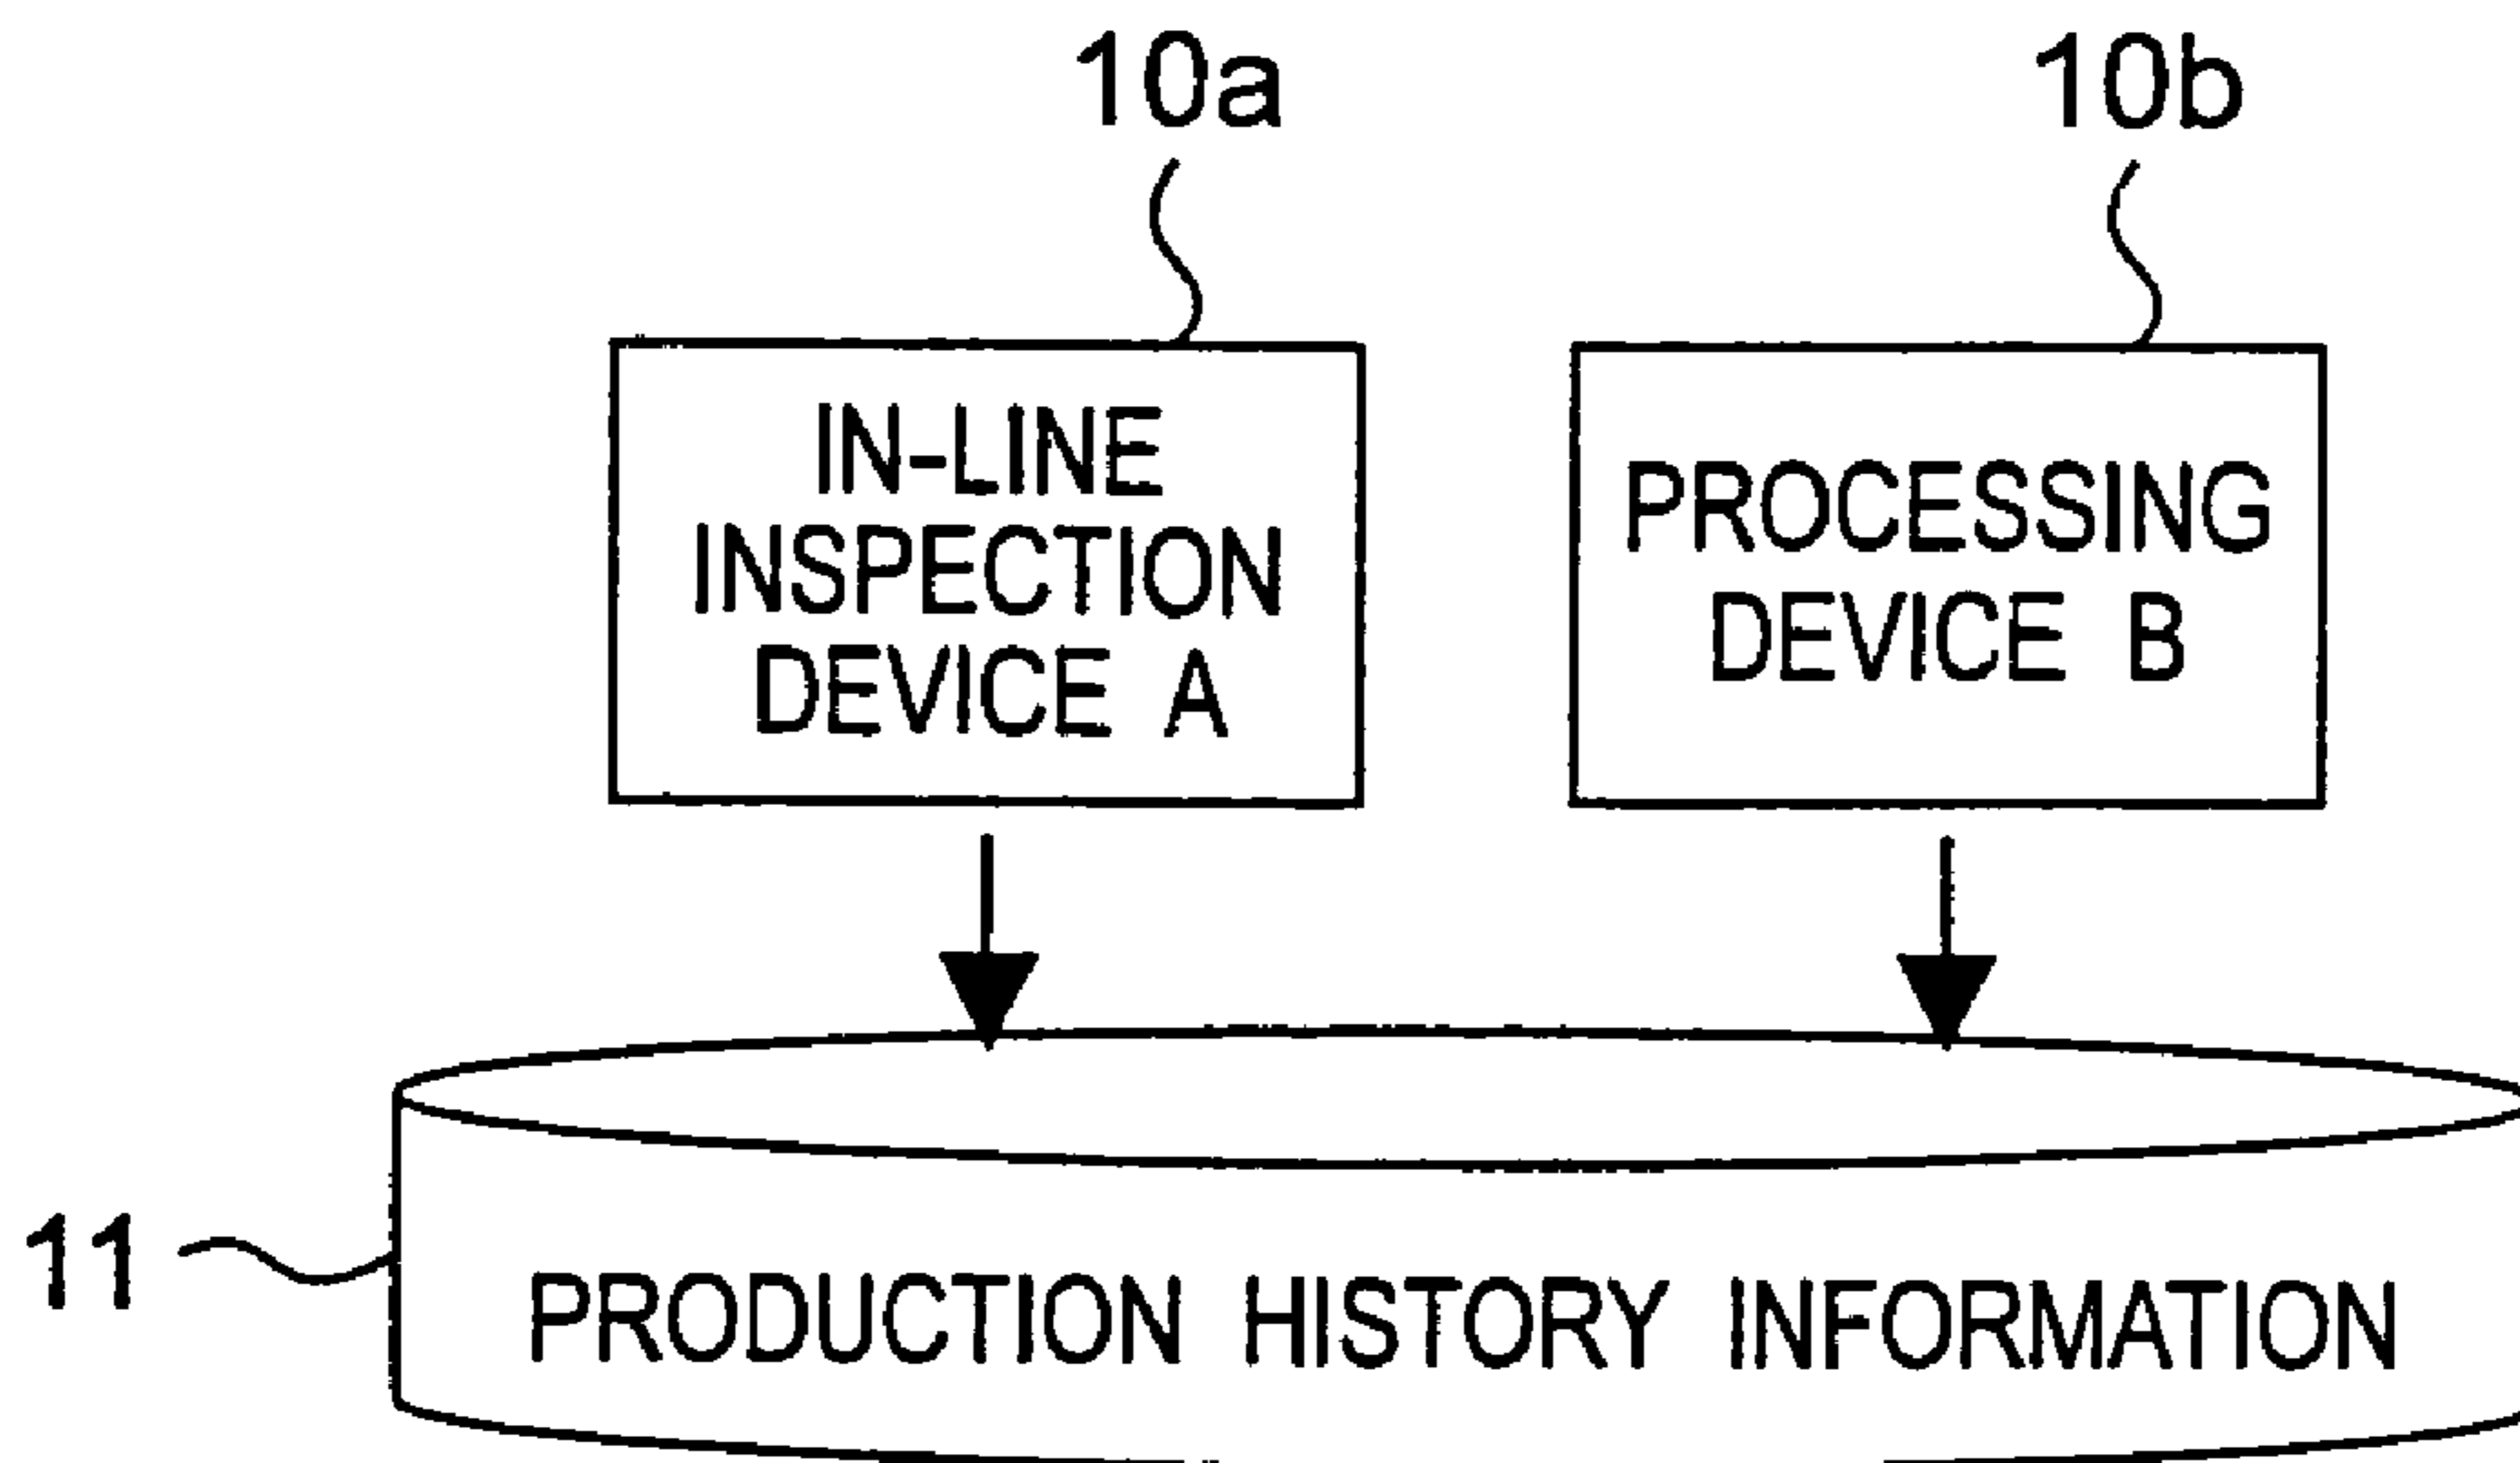 10a
10b
IN-LINE
INSPECTION
DEVICE A
PROCESSING
DEVICE B
11
PRODUCTION HISTORY INFORMATION